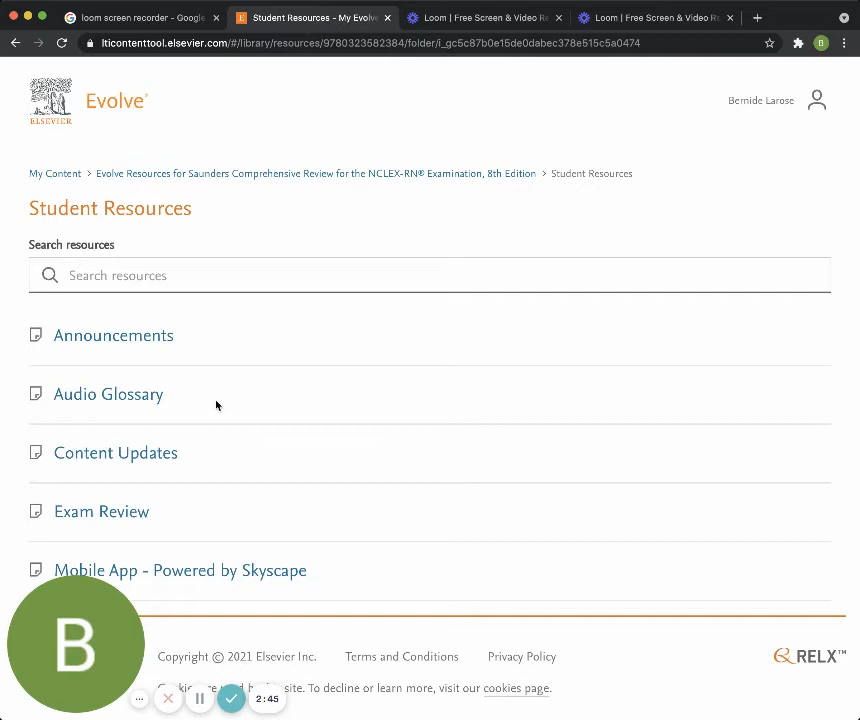 loom screen recorder - Google
Student Resources - My Evolve
Loom | Free Screen & Video Re
Loom | Free Screen & Video Re
lticontenttool.elsevier.com/#/library/resources/9780323582384/folder/i_gc5c87b0e15de0dabec378e515c5a0474
B
ELSEVIER
Evolve
Bernide Larose
My Content > Evolve Resources for Saunders Comprehensive Review for the NCLEX-RN® Examination, 8th Edition > Student Resources
Student Resources
Search resources
Search resources
Announcements
Audio Glossary
Content Updates
Exam Review
Mobile App - Powered by Skyscape
B
Copyright © 2021 Elsevier Inc. Terms and Conditions Privacy Policy
RELX™
site. To decline or learn more, visit our cookies page.
2:45